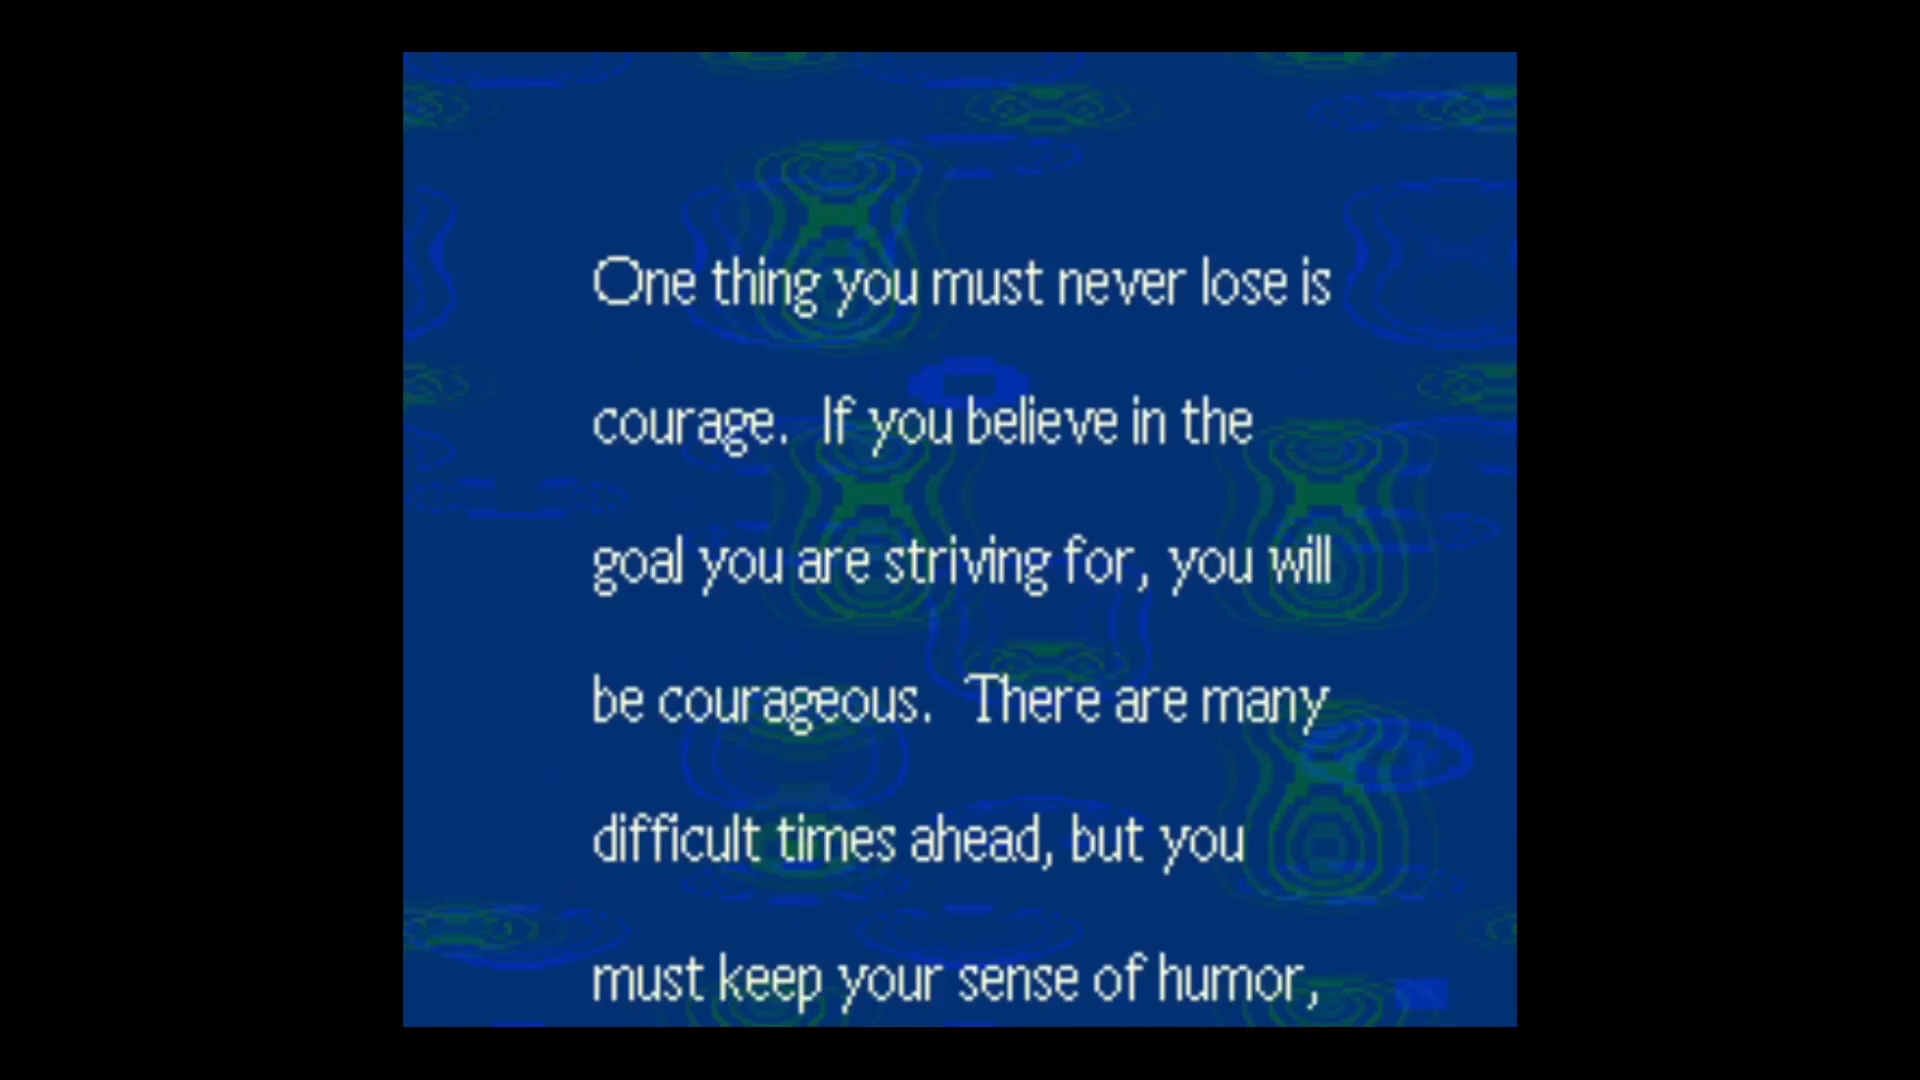 One thing you must never lose is
courage.  If you believe in the
goal you are striving for, you will
be courageous.  There are many
difficult times ahead, but you
must keep your sense of humor,